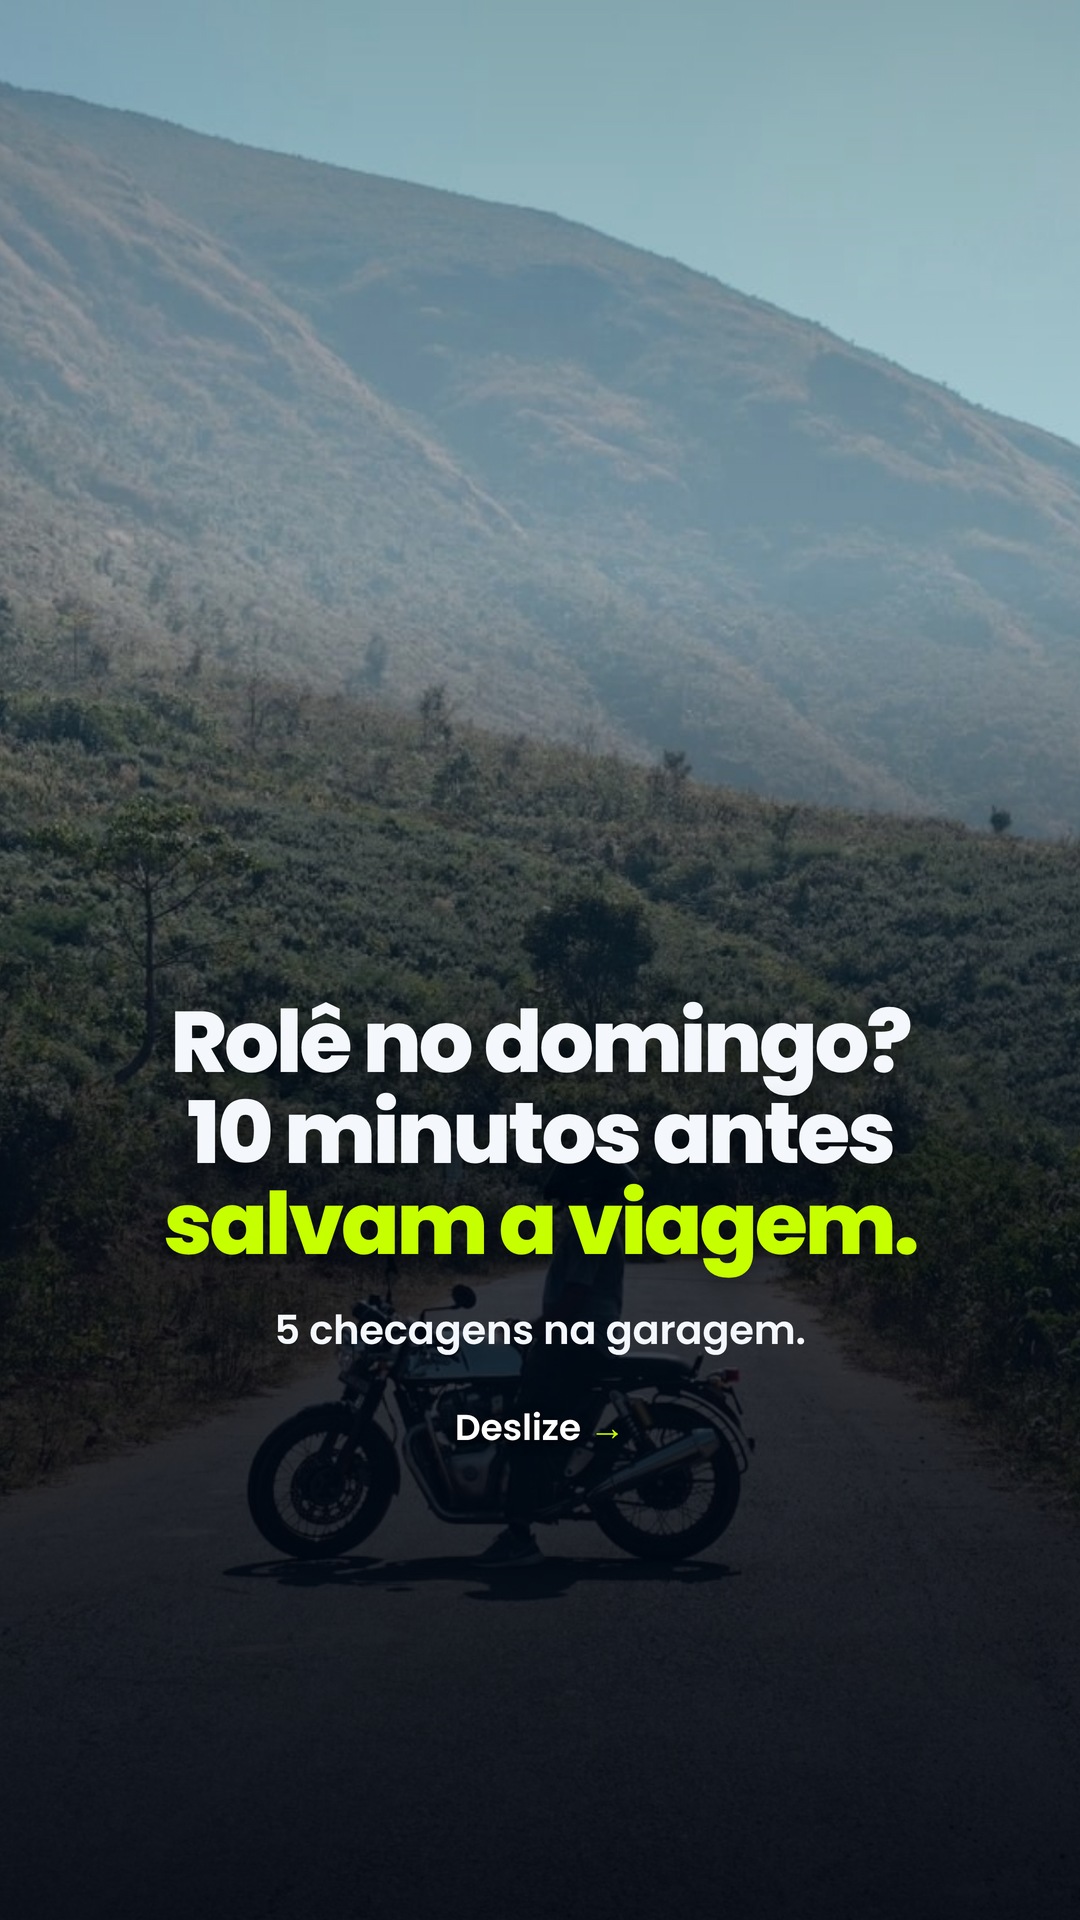 Rolê no domingo?
10 minutos antes
salvam a viagem.
5 checagens na garagem.
Deslize →